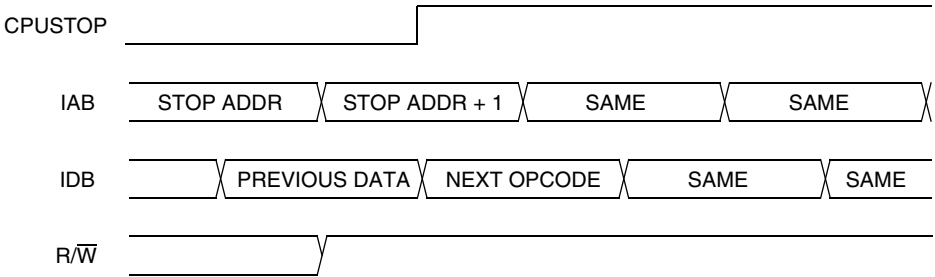 CPUSTOP
IAB STOP ADDR STOP ADDR + 1 SAME SAME
IDB PREVIOUS DATA NEXT OPCODE SAME SAME
R/W̅